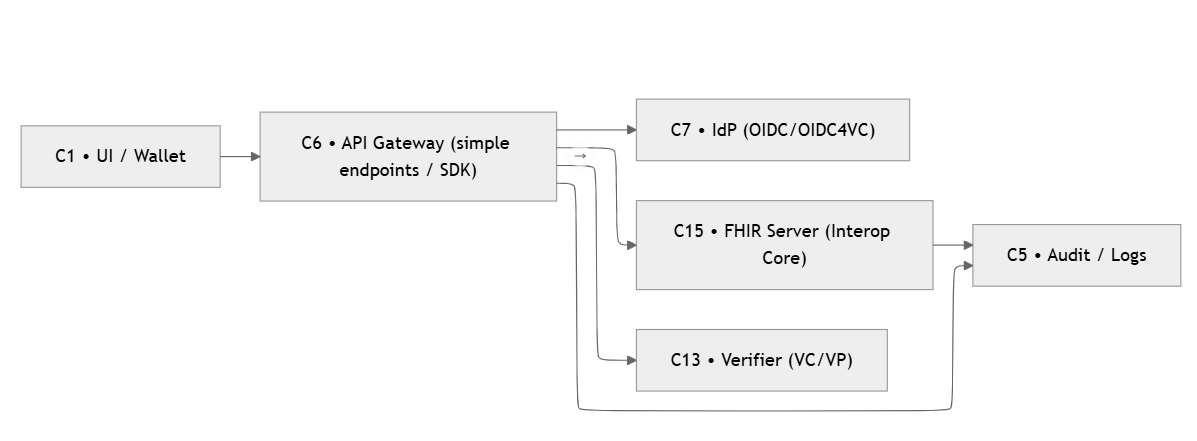 C1 • UI / Wallet
C6 • API Gateway (simple
endpoints / SDK)
→
C7 • IdP (OIDC/OIDC4VC)
C15 • FHIR Server (Interop
Core)
C13 • Verifier (VC/VP)
C5 • Audit / Logs